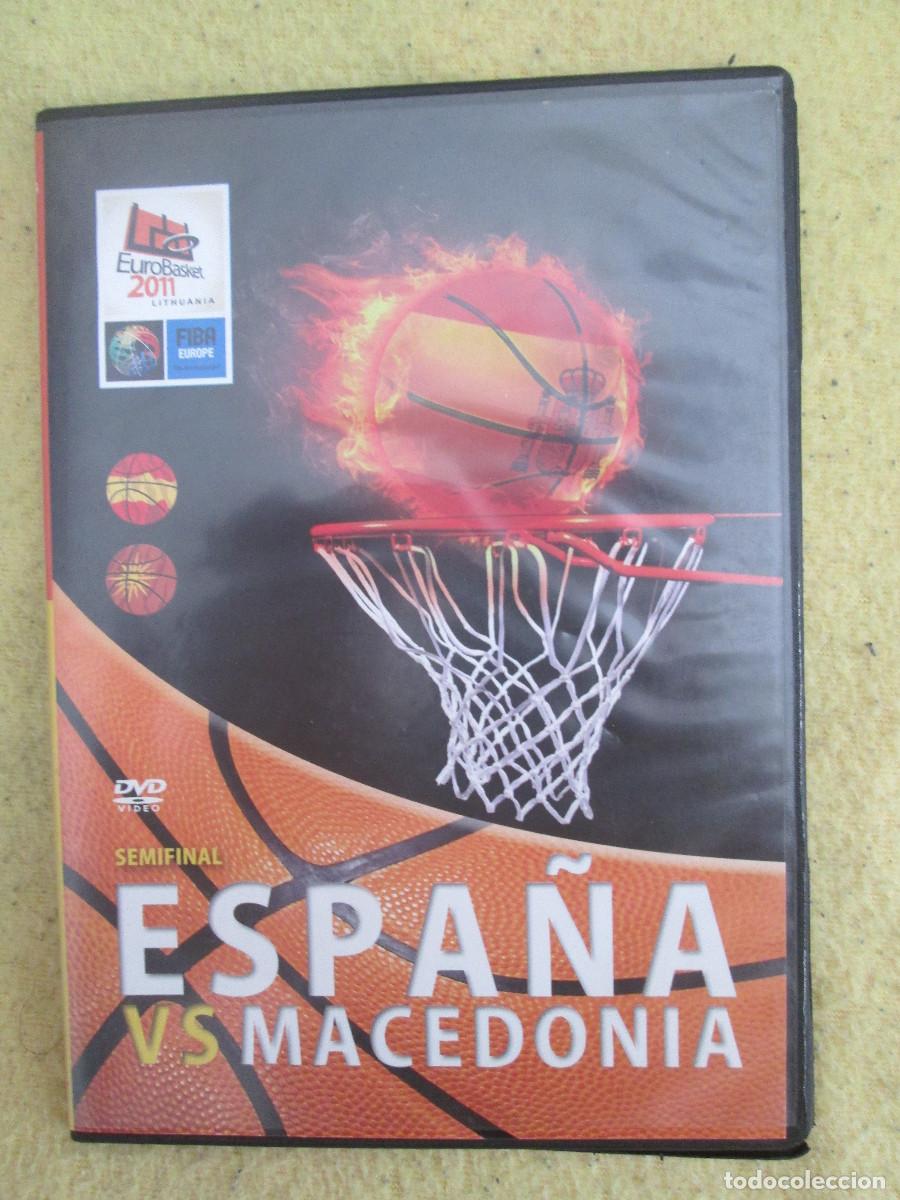 EuroBasket
2011
LITHUANIA
FIBA
EUROPE
DVD
VIDEO
SEMIFINAL
ESPAÑA
VS MACEDONIA
todocoleccion